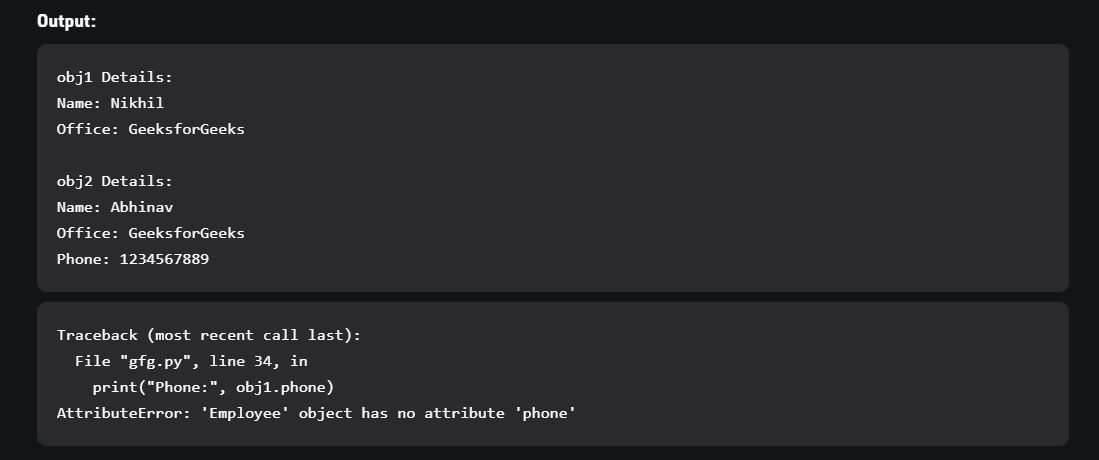 Output:
obj1 Details:
Name: Nikhil
Office: GeeksforGeeks
obj2 Details:
Name: Abhinav
Office: GeeksforGeeks
Phone: 1234567889
Traceback (most recent call last):
  File "gfg.py", line 34, in
    print("Phone:", obj1.phone)
AttributeError: 'Employee' object has no attribute 'phone'